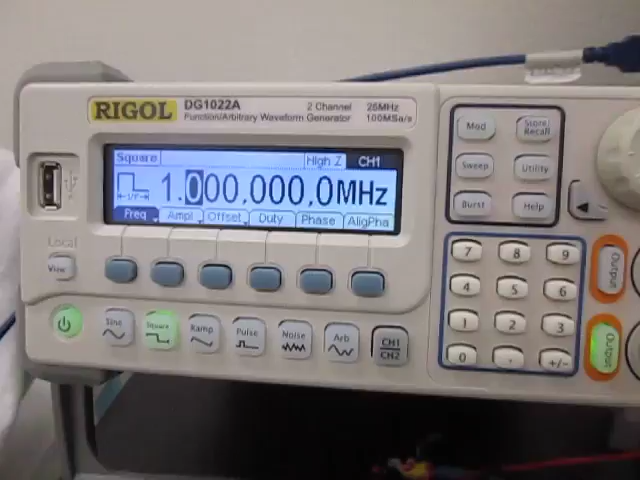 RIGOL DG1022A 2 Channel 25MHz
Function/Arbitrary Waveform Generator 100MSa/s
Square High Z CH1
1.000,000,0MHz
1/F
Freq Ampl Offset Duty Phase AligPha
Local
View
Sine Square Ramp Pulse Noise Arb CH1
CH2
Mod Store/
Recall
Sweep Utility
Burst Help
7 8 9
4 5 6
1 2 3
0 . +/-
Output
Output